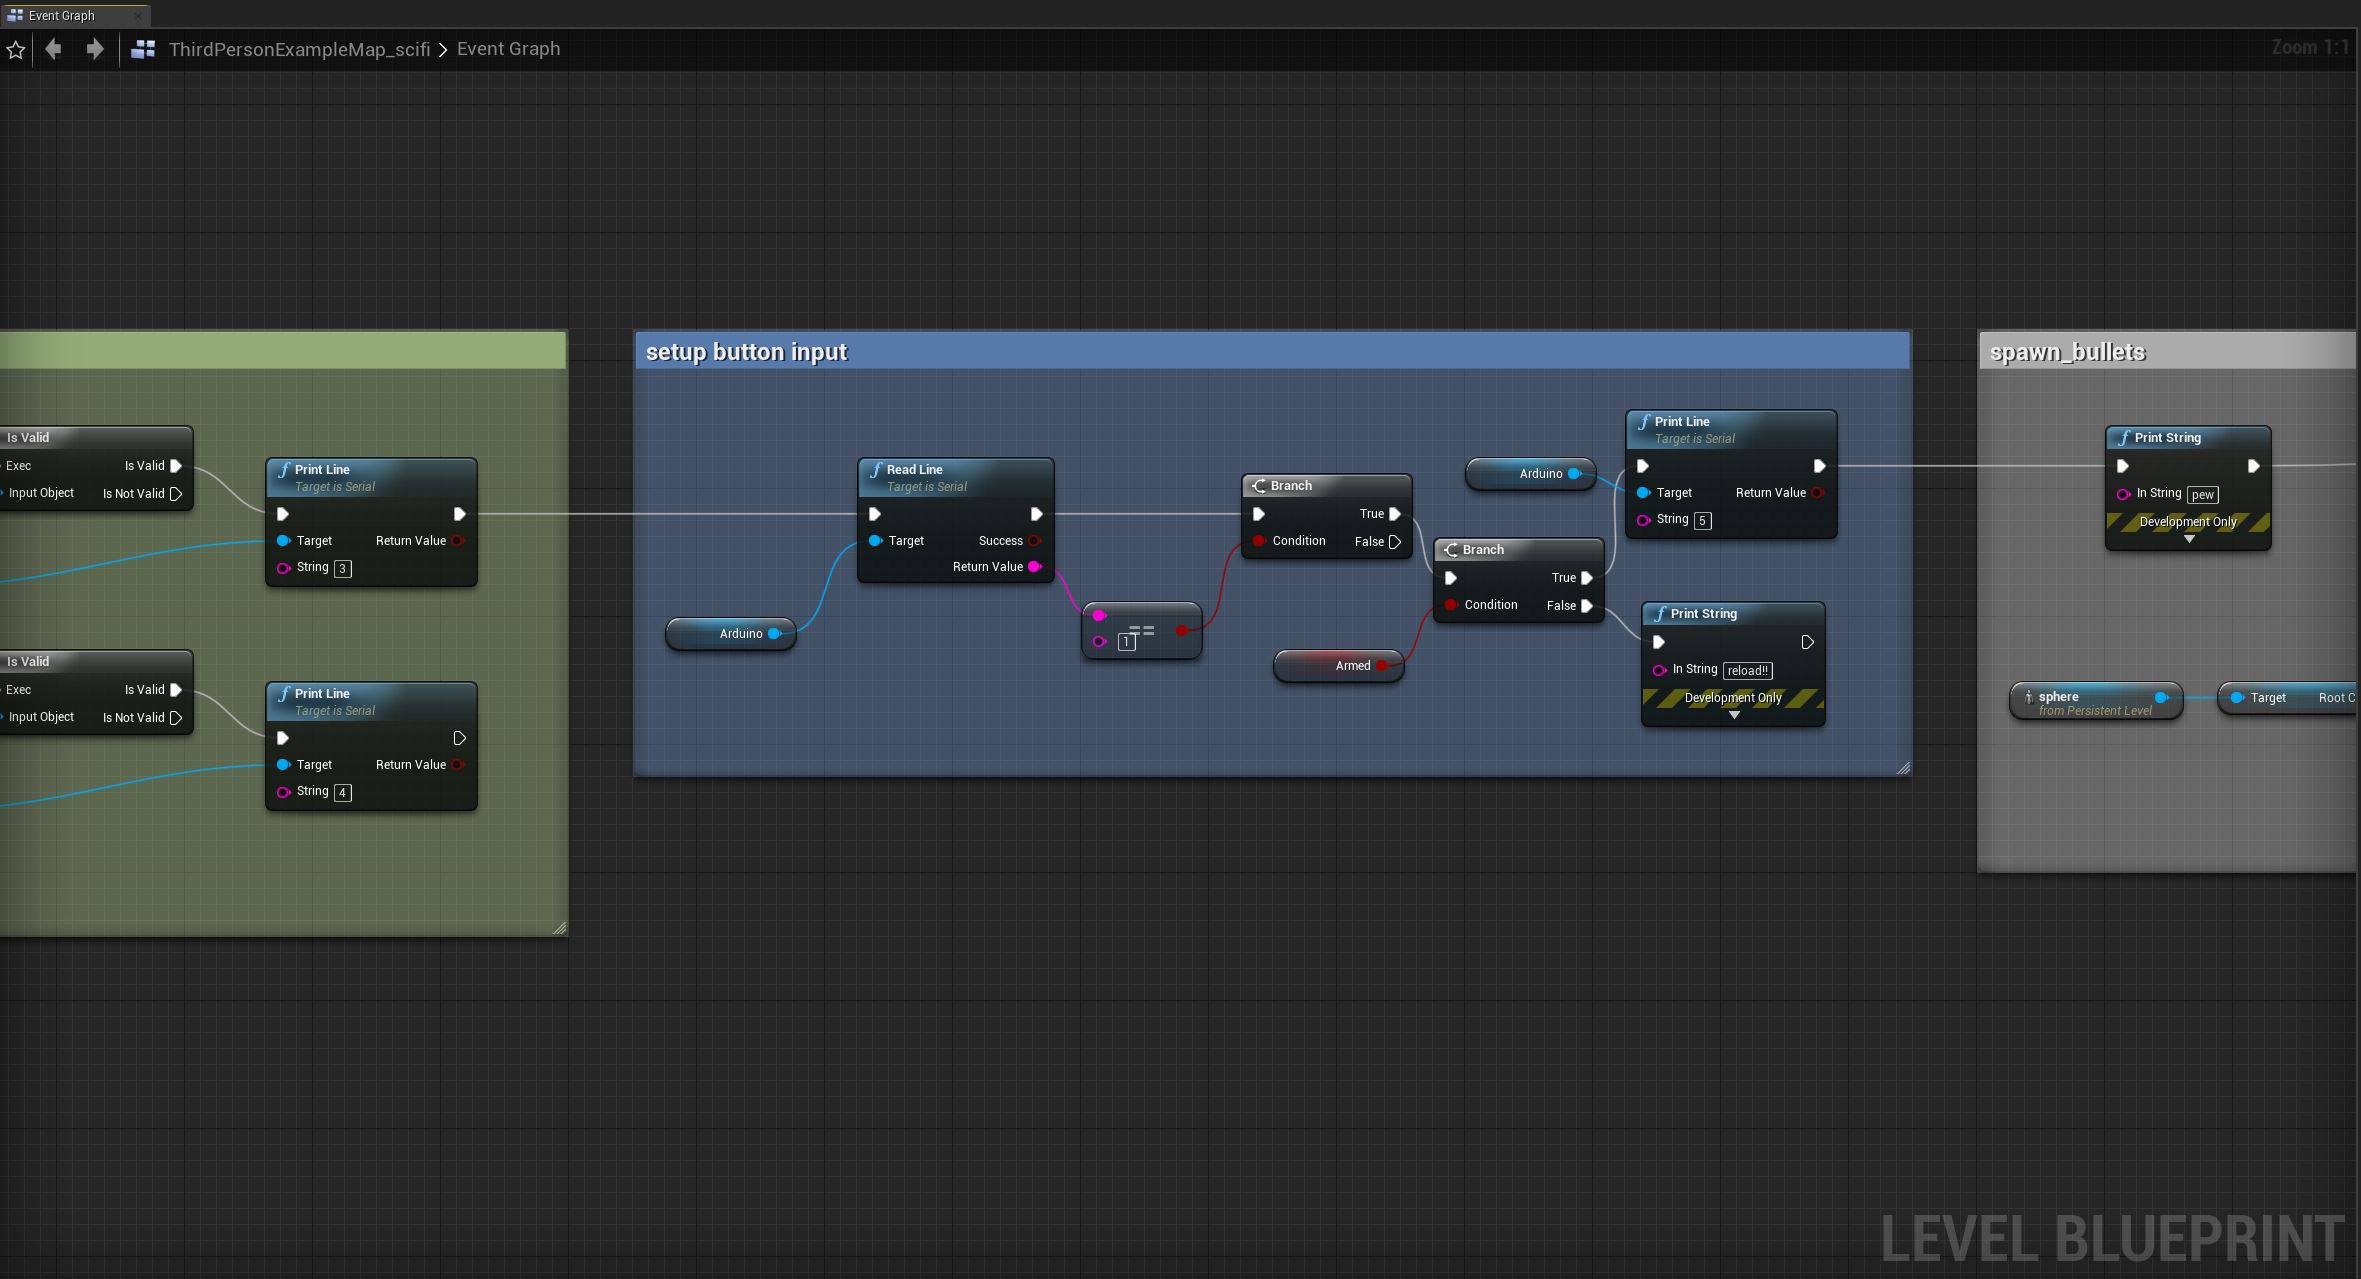 Event Graph
ThirdPersonExampleMap_scifi > Event Graph
Zoom 1:1
Is Valid
Exec
Is Valid
Input Object
Is Not Valid
Print Line
Target is Serial
Target
Return Value
String 3
Is Valid
Exec
Is Valid
Input Object
Is Not Valid
Print Line
Target is Serial
Target
Return Value
String 4
setup button input
Arduino
Read Line
Target is Serial
Target
Success
Return Value
==
1
Branch
True
Condition
False
Armed
Branch
True
Condition
False
Arduino
Print Line
Target is Serial
Target
Return Value
String 5
Print String
In String reload!!
Development Only
spawn_bullets
Print String
In String pew
Development Only
sphere
from Persistent Level
Target
Root C
LEVEL BLUEPRINT